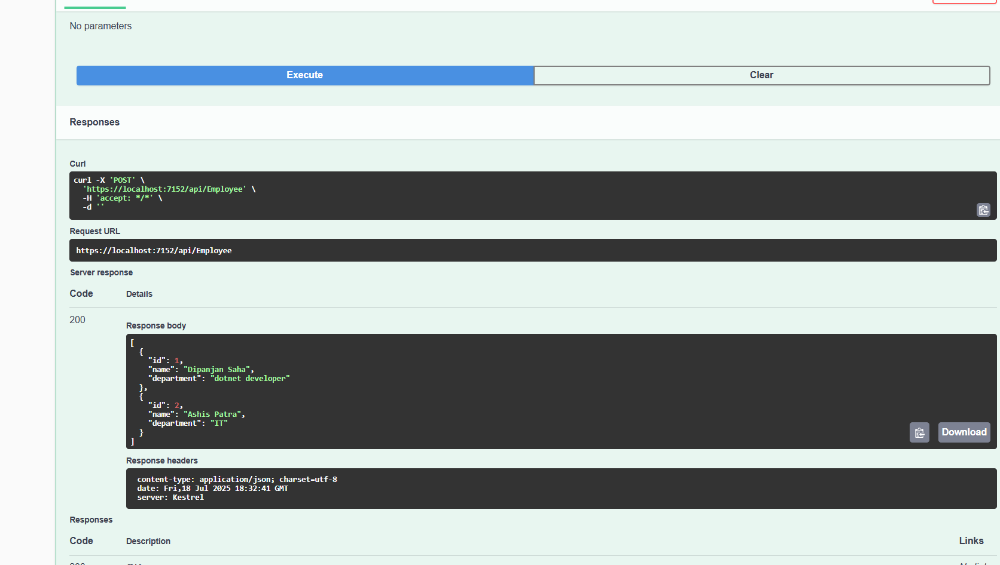 No parameters
Execute
Clear
Responses
Curl
curl -X 'POST' \
  'https://localhost:7152/api/Employee' \
  -H 'accept: */*' \
  -d ''
Request URL
https://localhost:7152/api/Employee
Server response
Code Details
200
Response body
[
  {
    "id": 1,
    "name": "Dipanjan Saha",
    "department": "dotnet developer"
  },
  {
    "id": 2,
    "name": "Ashis Patra",
    "department": "IT"
  }
]
Download
Response headers
content-type: application/json; charset=utf-8
date: Fri,18 Jul 2025 18:32:41 GMT
server: Kestrel
Responses
Code Description Links